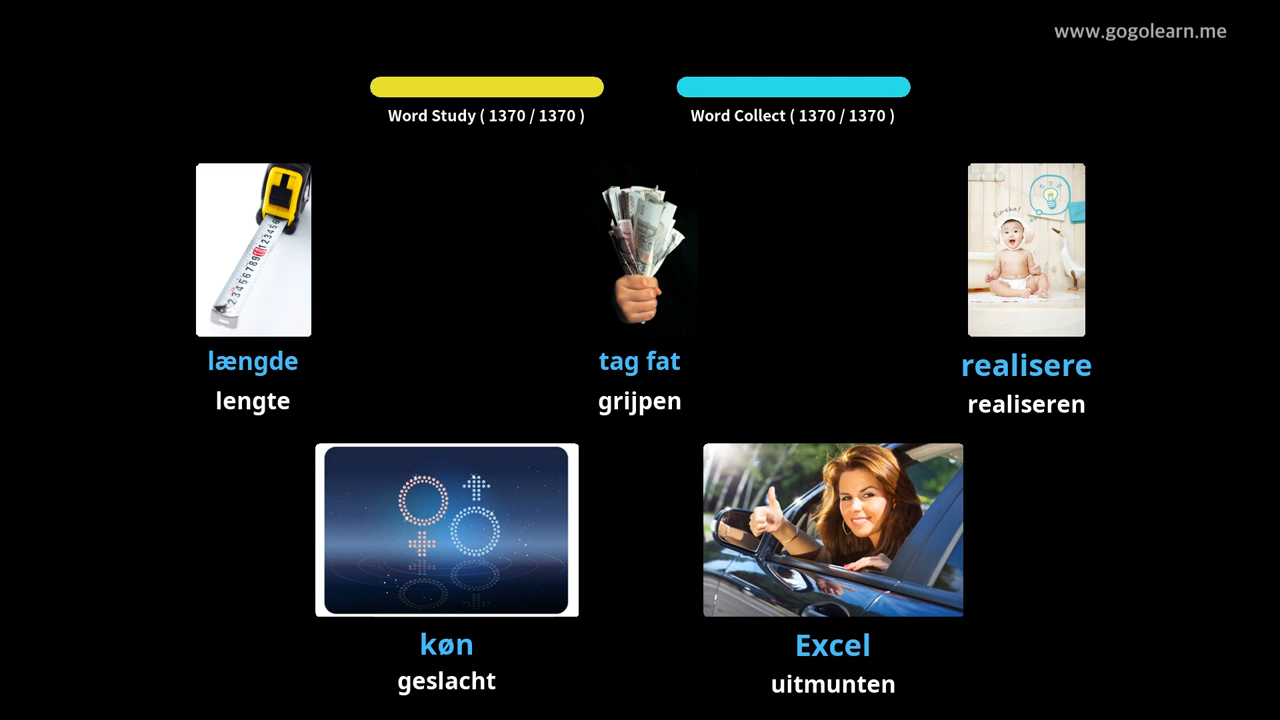 www.gogolearn.me
Word Study ( 1370 / 1370 )
Word Collect ( 1370 / 1370 )
Eureka!
længde
tag fat
realisere
lengte
grijpen
realiseren
køn
Excel
geslacht
uitmunten